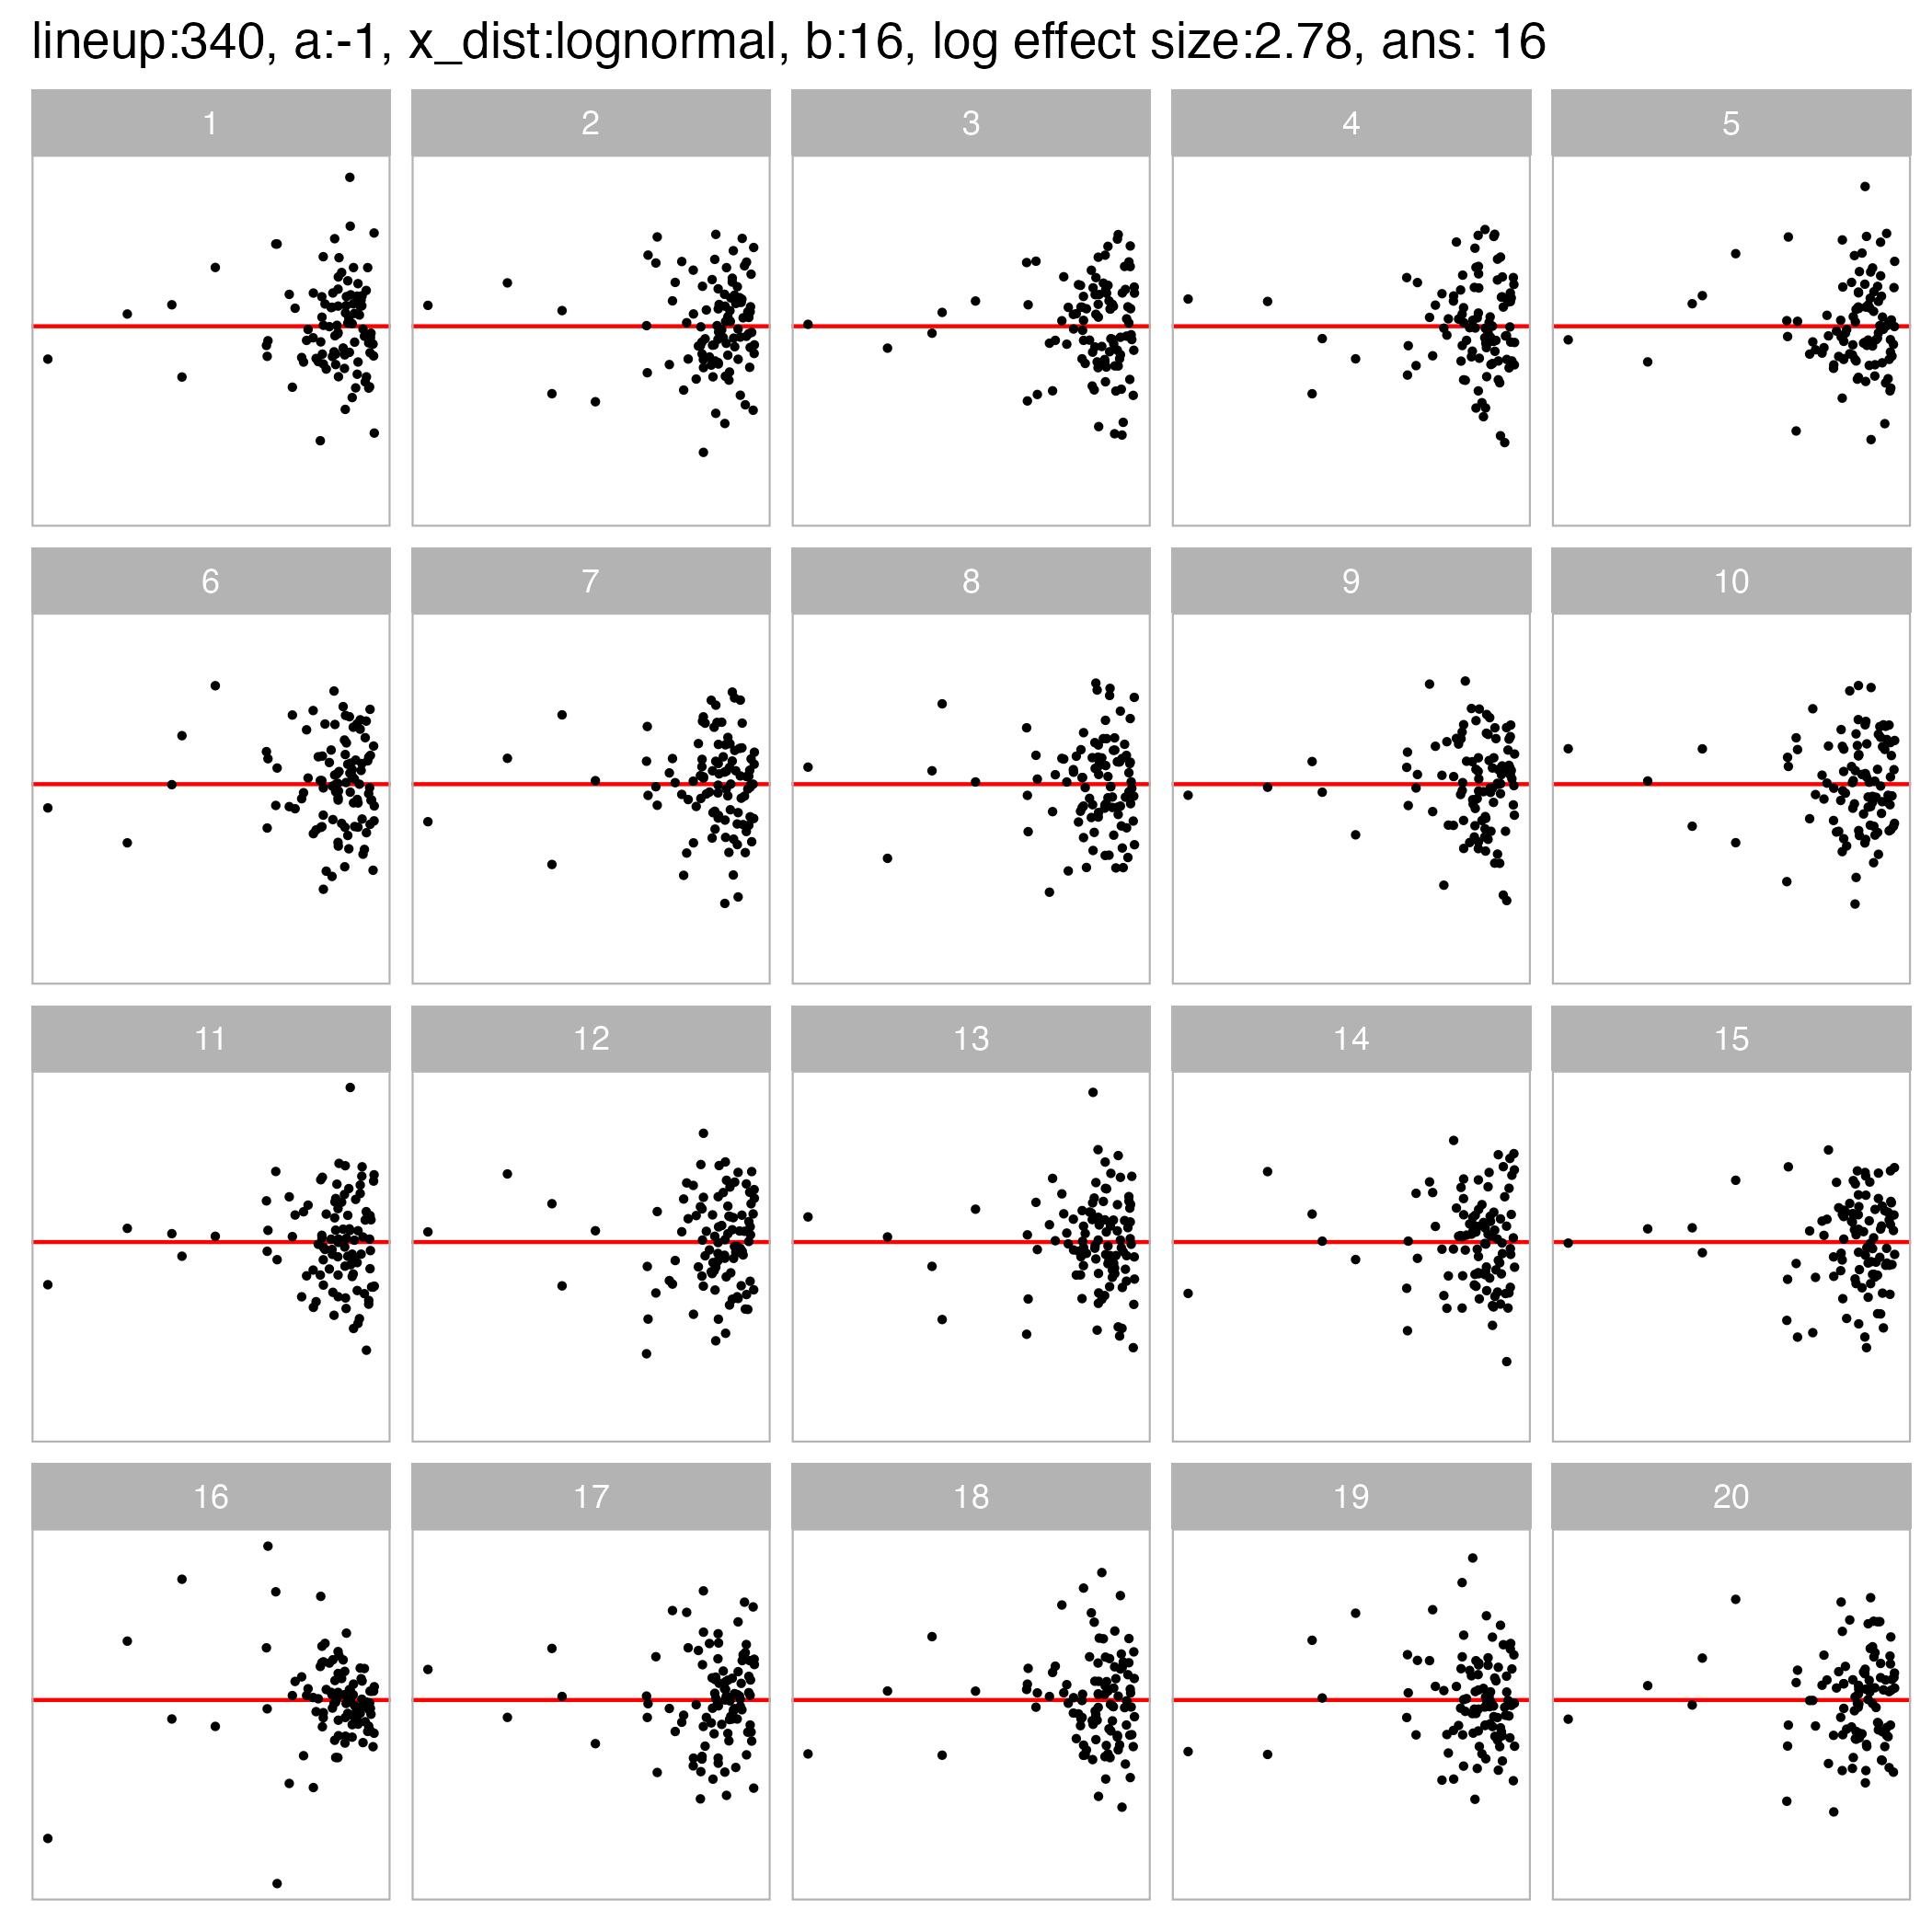 lineup:340, a:-1, x_dist:lognormal, b:16, log effect size:2.78, ans: 16
1 2 3 4 5
6 7 8 9 10
11 12 13 14 15
16 17 18 19 20